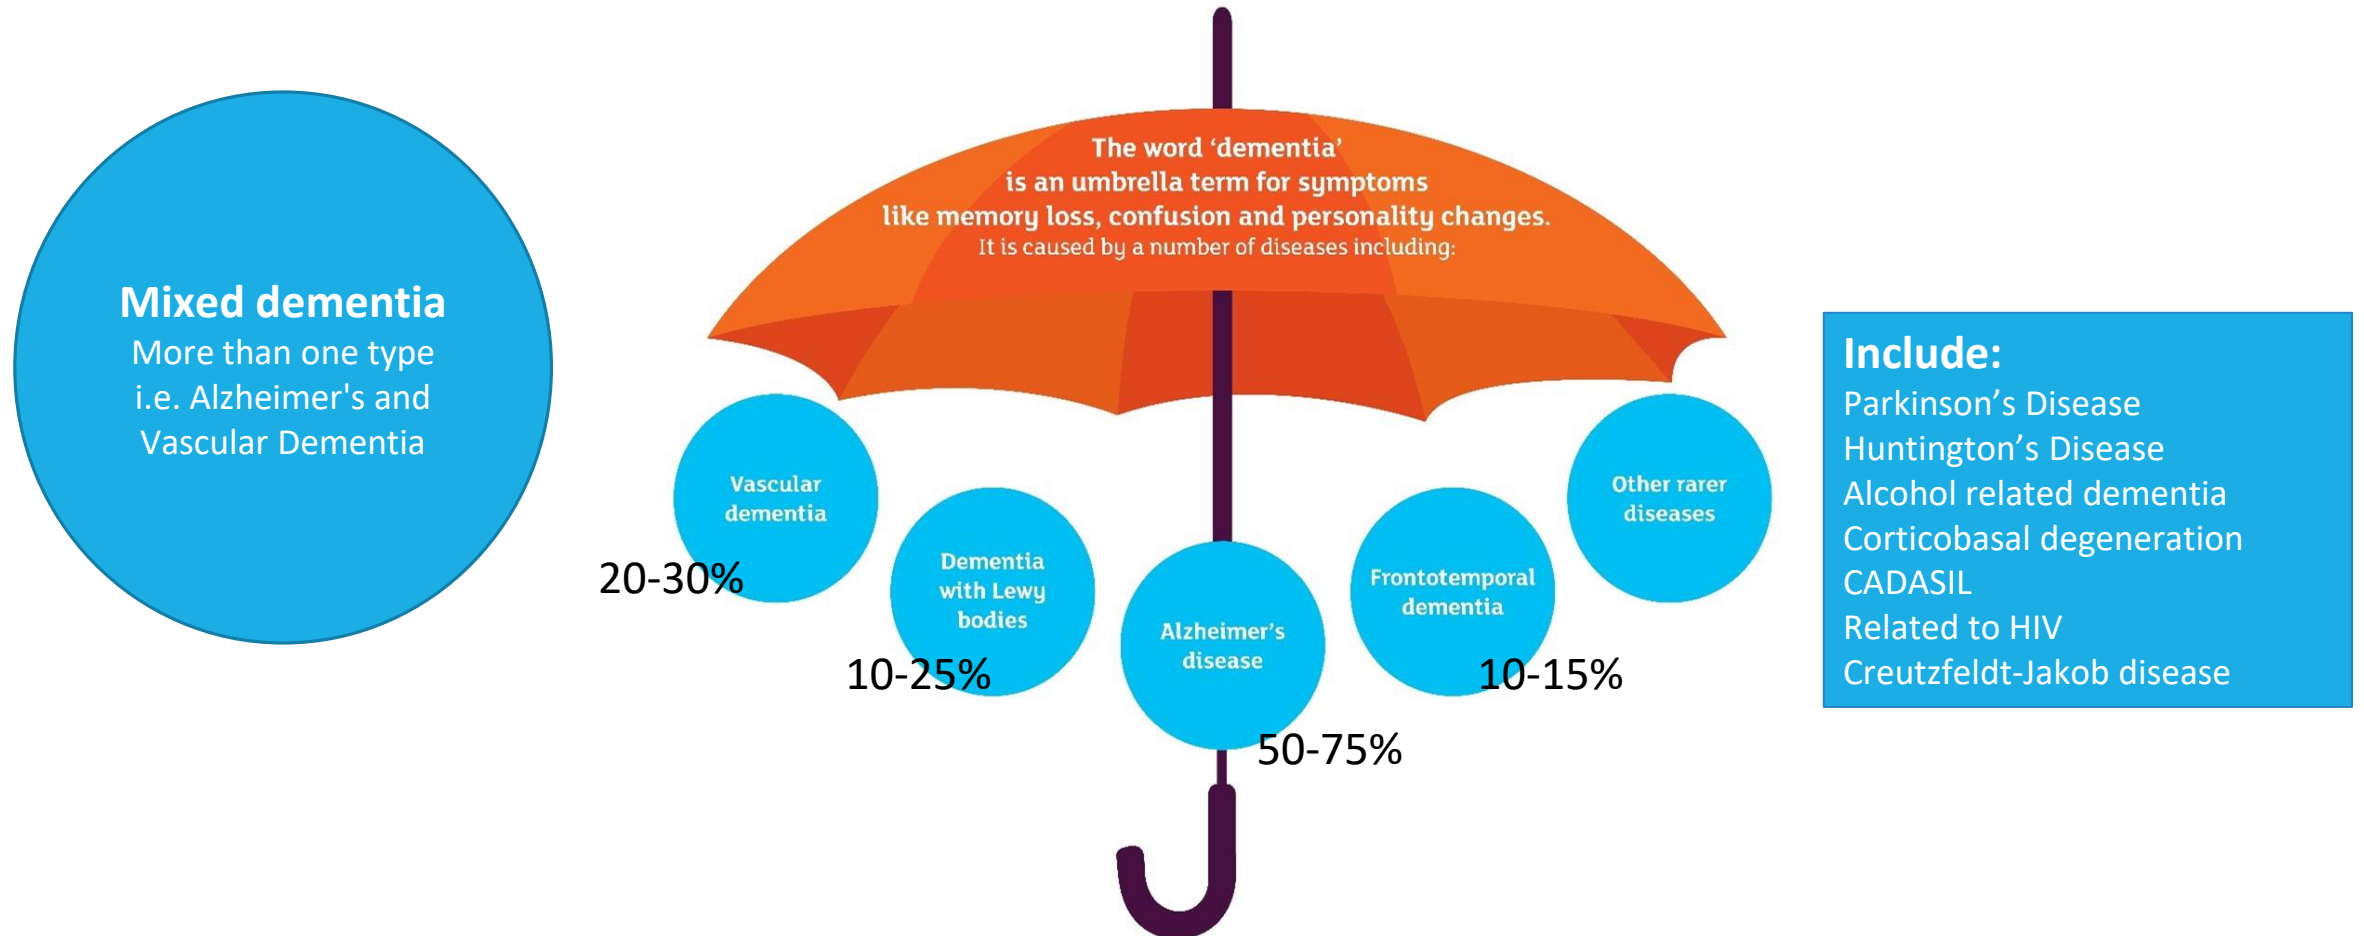 Mixed dementia
More than one type
i.e. Alzheimer's and
Vascular Dementia
The word ‘dementia’
is an umbrella term for symptoms
like memory loss, confusion and personality changes.
It is caused by a number of diseases including:
Vascular
dementia
20-30%
Dementia
with Lewy
bodies
10-25%
Alzheimer’s
disease
50-75%
Frontotemporal
dementia
10-15%
Other rarer
diseases
Include:
Parkinson’s Disease
Huntington’s Disease
Alcohol related dementia
Corticobasal degeneration
CADASIL
Related to HIV
Creutzfeldt-Jakob disease